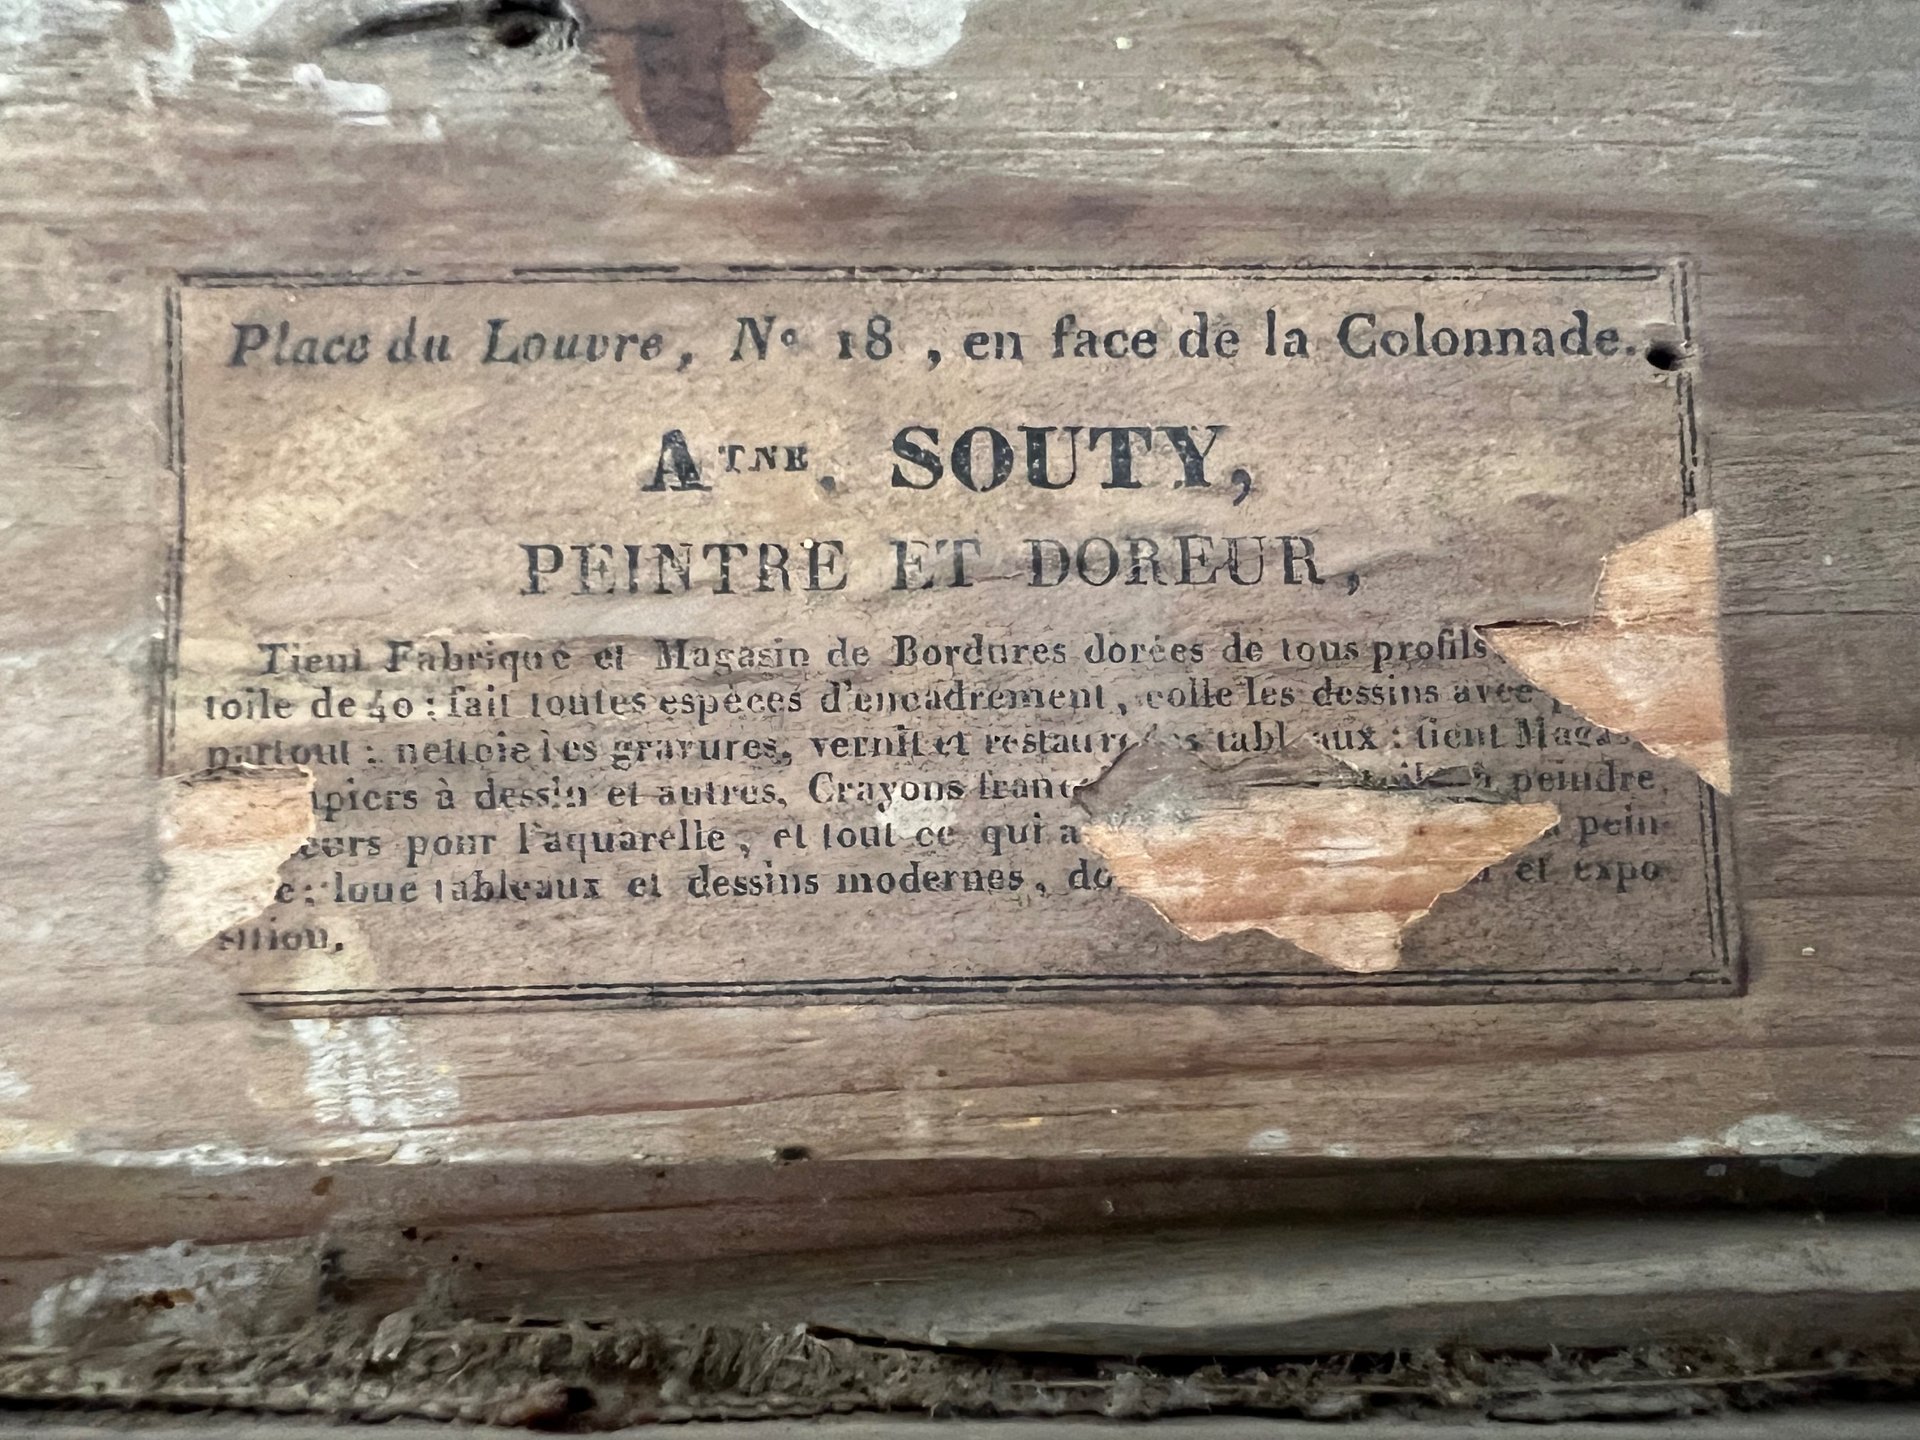 Place du Louvre, No 18, en face de la Colonnade.
ATNE. SOUTY,
PEINTRE ET DOREUR,
Tient Fabrique et Magasin de Bordures dorées de tous profils
toile de 40 : fait toutes espèces d'encadrement, colle les dessins avec
partout : nettoie les gravures, vernit et restaure les tableaux : tient
à dessin et autres, Crayons à peindre,
pour l'aquarelle, et tout ce qui a pein-
loue tableaux et dessins modernes, et expo-
sition.